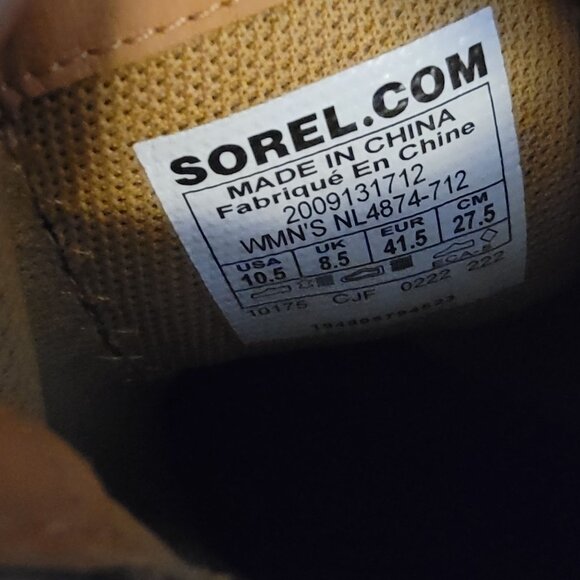 SOREL.COM
MADE IN CHINA
Fabriqué En Chine
2009131712
WMN'S NL4874-712
USA UK EUR CM
10.5 8.5 41.5 27.5
10175 CJF 0222 222